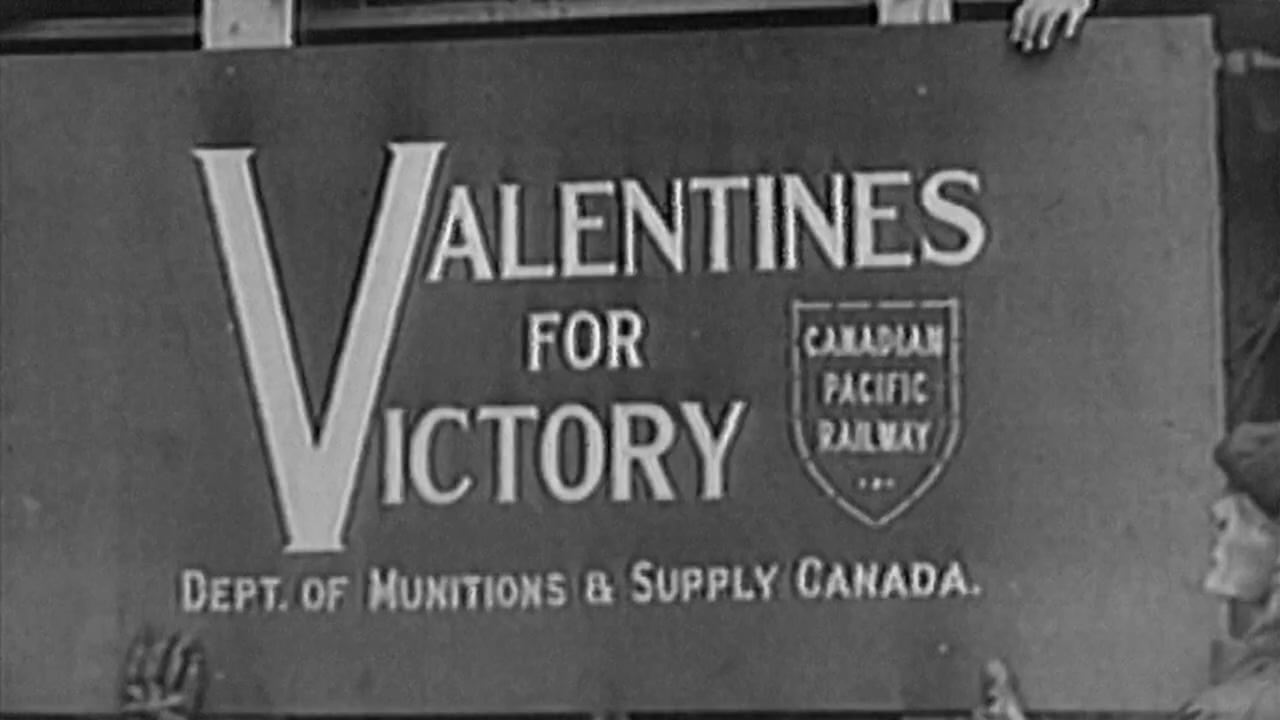 VALENTINES
FOR
VICTORY
CANADIAN
PACIFIC
RAILWAY
DEPT. OF MUNITIONS & SUPPLY CANADA.